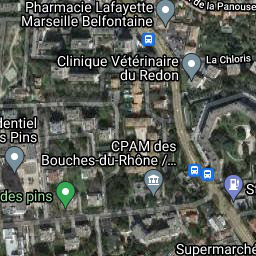 de la Panouse
Pharmacie Lafayette
Marseille Belfontaine
Clinique Vétérinaire
du Redon
La Chloris
dentiel
s Pins
CPAM des
Bouches-du-Rhône /...
des pins
S
Supermarché